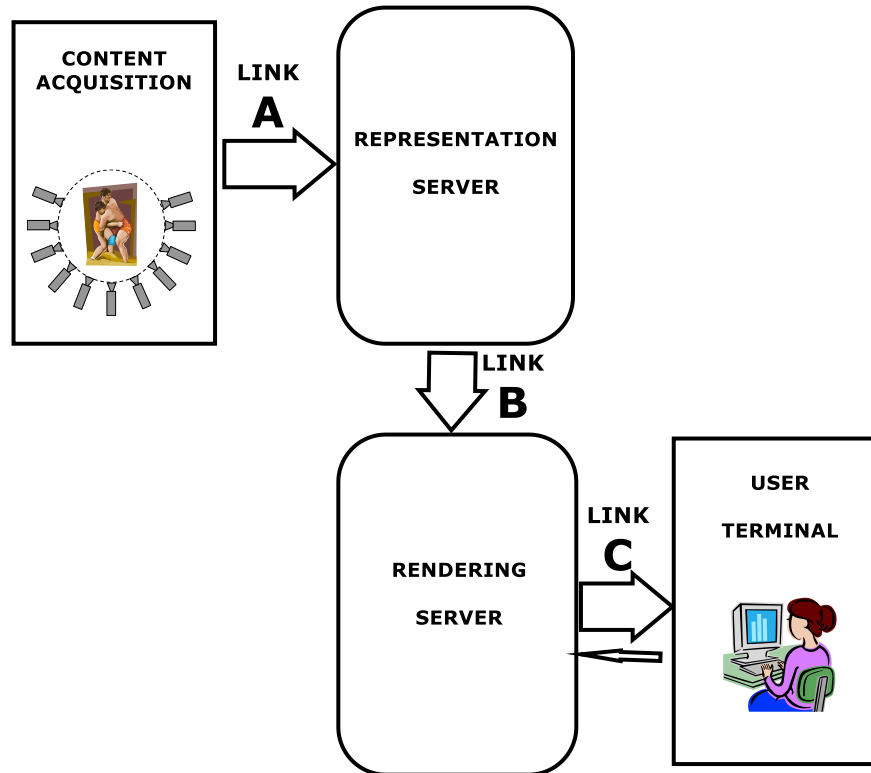 CONTENT
ACQUISITION
LINK
A
REPRESENTATION
SERVER
LINK
B
RENDERING
SERVER
LINK
C
USER
TERMINAL